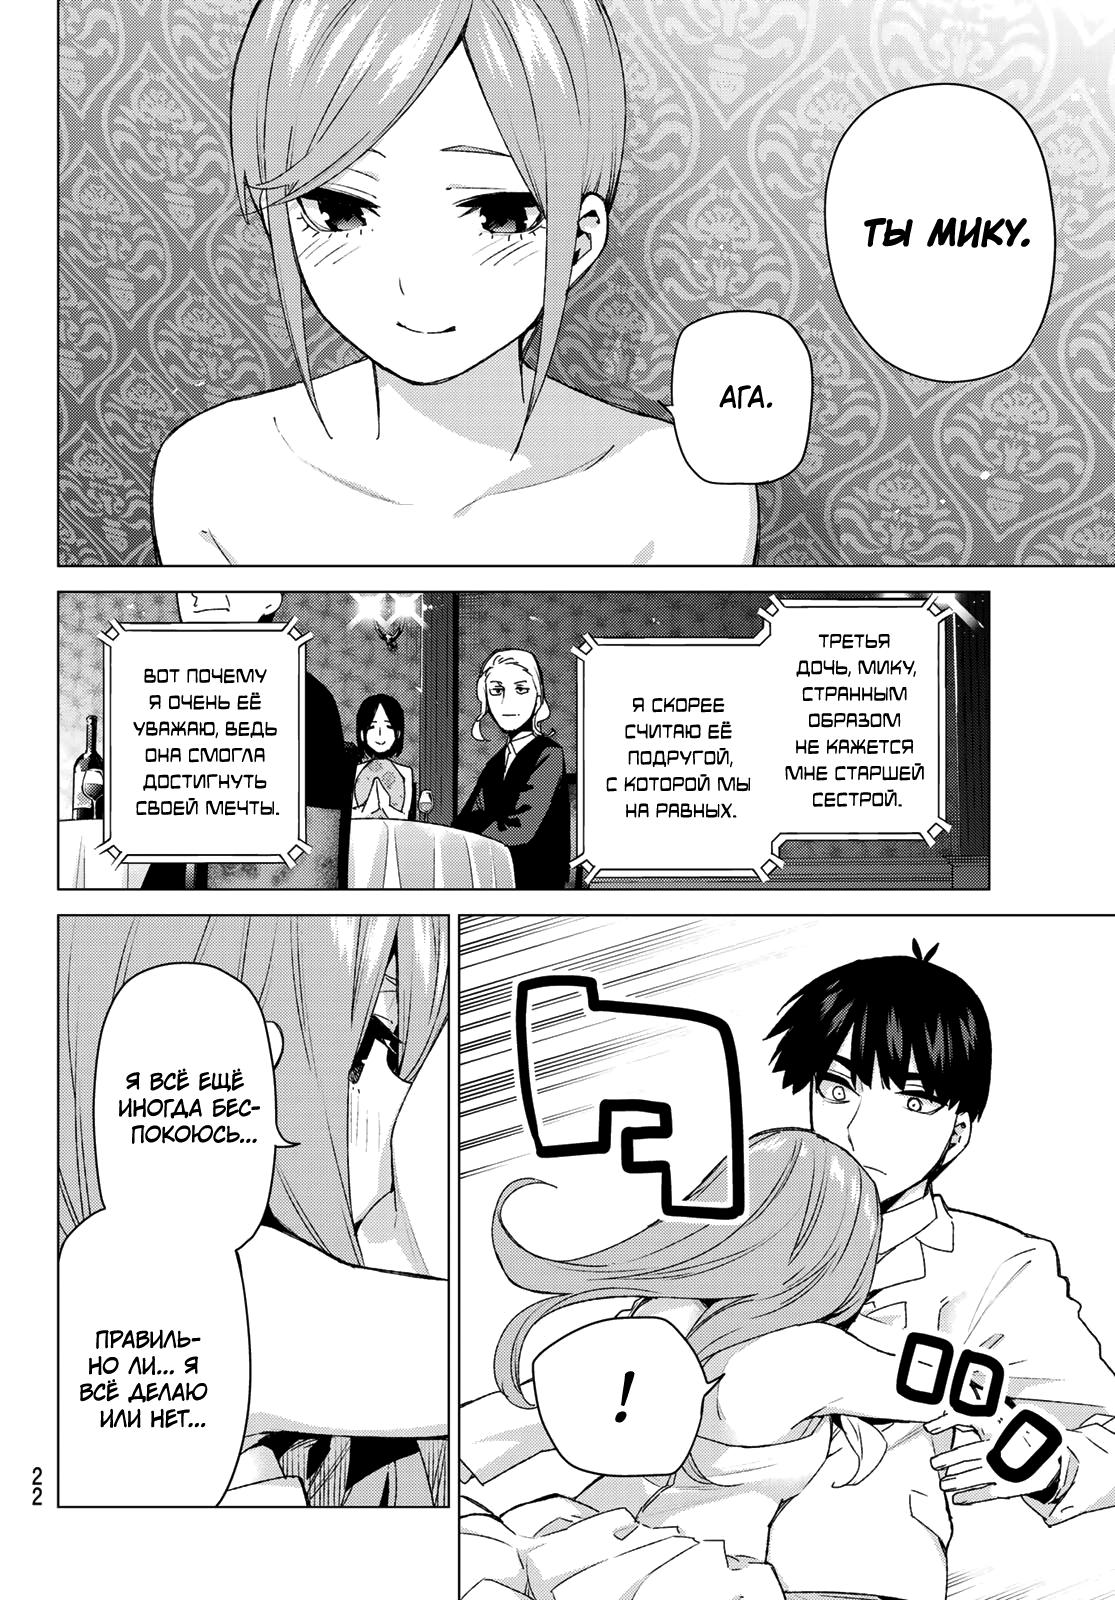 ТЫ МИКУ.
АГА.
ТРЕТЬЯ
ДОЧЬ, МИКУ,
СТРАННЫМ
ОБРАЗОМ
НЕ КАЖЕТСЯ
МНЕ СТАРШЕЙ
СЕСТРОЙ.
Я СКОРЕЕ
СЧИТАЮ ЕЁ
ПОДРУГОЙ,
С КОТОРОЙ МЫ
НА РАВНЫХ.
ВОТ ПОЧЕМУ
Я ОЧЕНЬ ЕЁ
УВАЖАЮ, ВЕДЬ
ОНА СМОГЛА
ДОСТИГНУТЬ
СВОЕЙ МЕЧТЫ.
!
Я ВСЁ ЕЩЁ
ИНОГДА БЕС-
ПОКОЮСЬ...
ПРАВИЛЬ-
НО ЛИ... Я
ВСЁ ДЕЛАЮ
ИЛИ НЕТ...
22